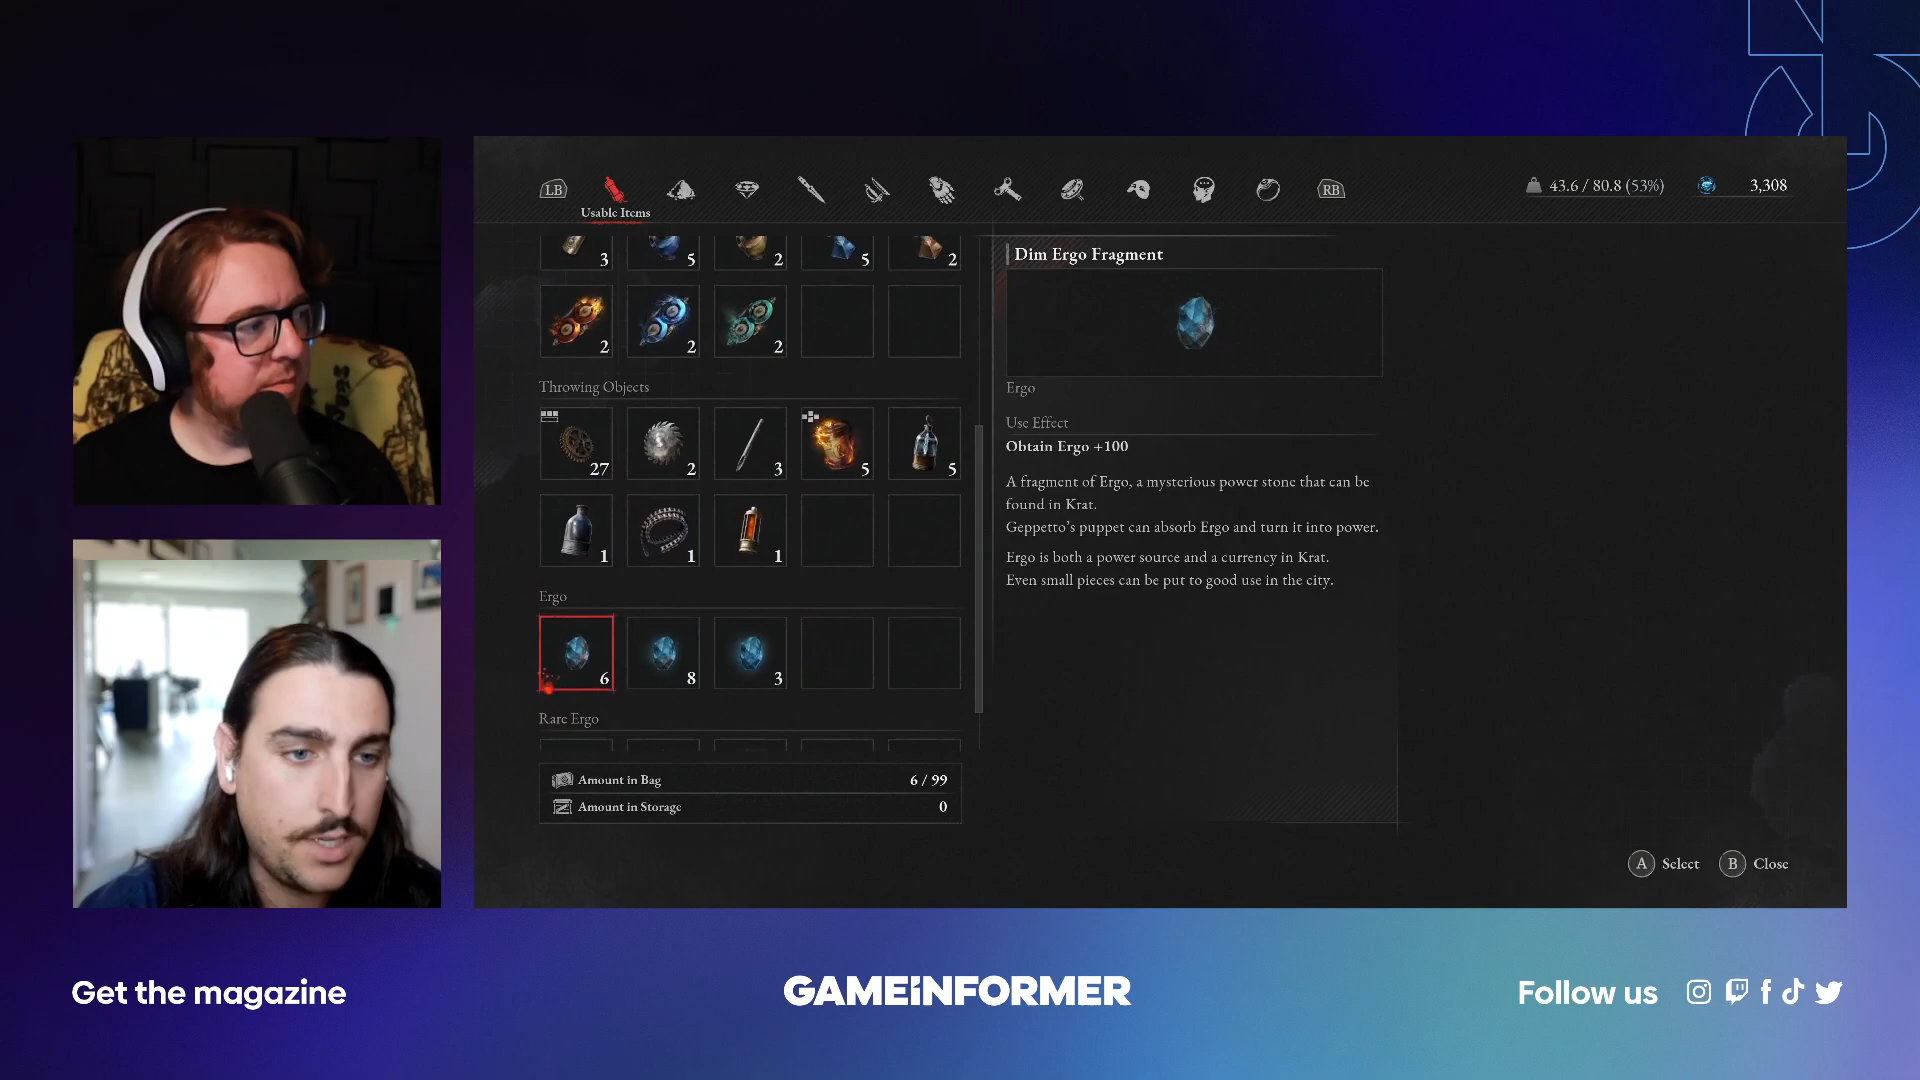 LB
Usable Items
RB
43.6 / 80.8 (53%)
3,308
3
5
2
5
2
2
2
2
Throwing Objects
27
2
3
5
5
1
1
1
Ergo
6
8
3
Rare Ergo
Amount in Bag
6 / 99
Amount in Storage
0
Dim Ergo Fragment
Ergo
Use Effect
Obtain Ergo +100
A fragment of Ergo, a mysterious power stone that can be
found in Krat.
Geppetto's puppet can absorb Ergo and turn it into power.
Ergo is both a power source and a currency in Krat.
Even small pieces can be put to good use in the city.
A Select
B Close
Get the magazine
GAMEINFORMER
Follow us